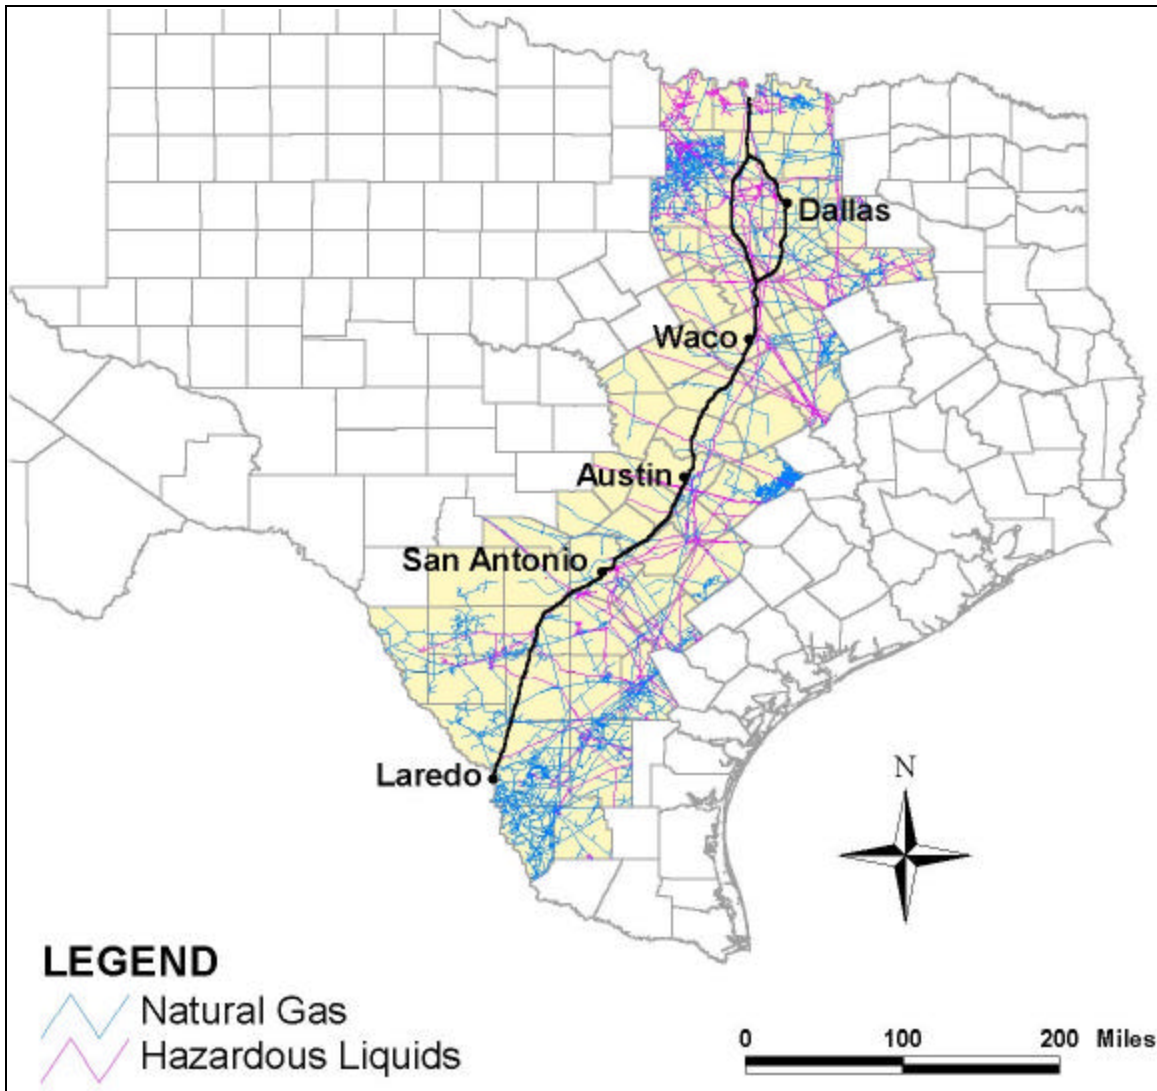 Dallas
Waco
Austin
San Antonio
Laredo
N
LEGEND
Natural Gas
Hazardous Liquids
0 100 200 Miles